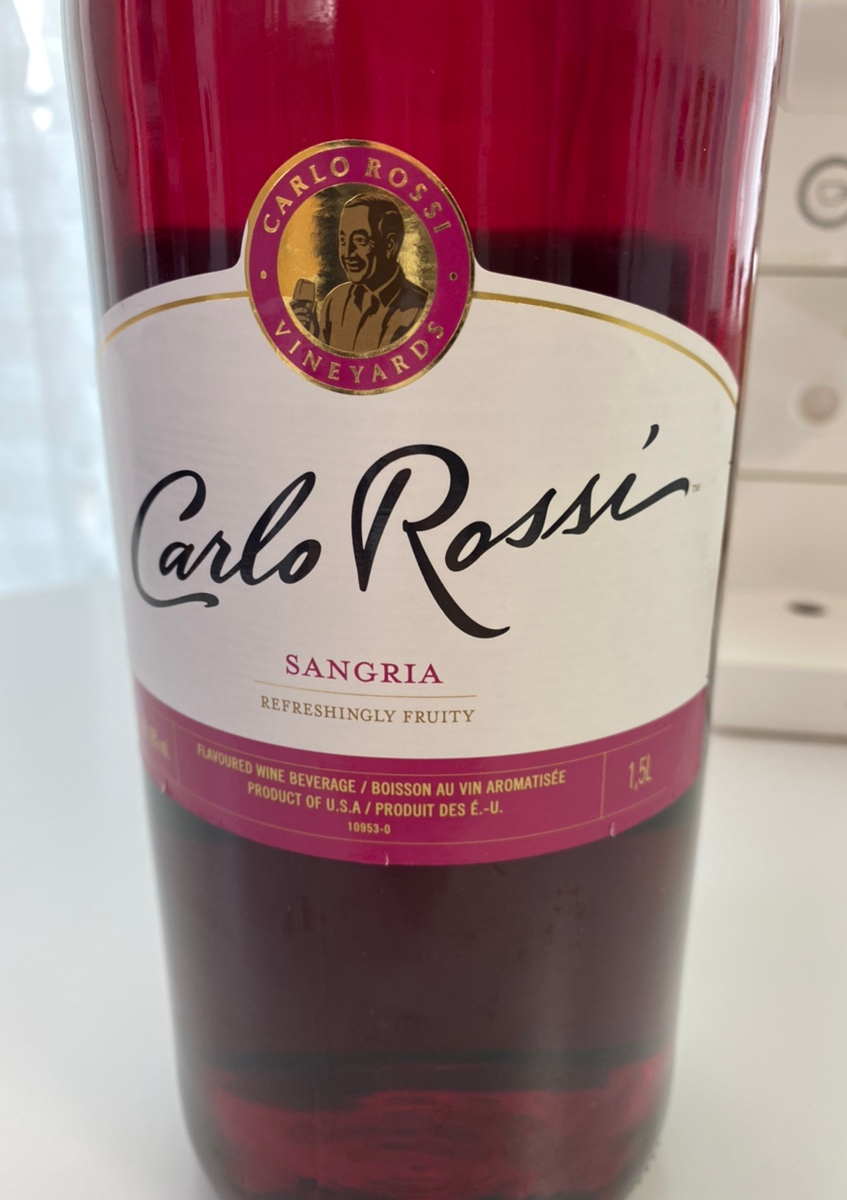 CARLO ROSSI
VINEYARDS
Carlo Rossi™
SANGRIA
REFRESHINGLY FRUITY
FLAVOURED WINE BEVERAGE / BOISSON AU VIN AROMATISÉE
PRODUCT OF U.S.A / PRODUIT DES É.-U.
10953-0
1,5L